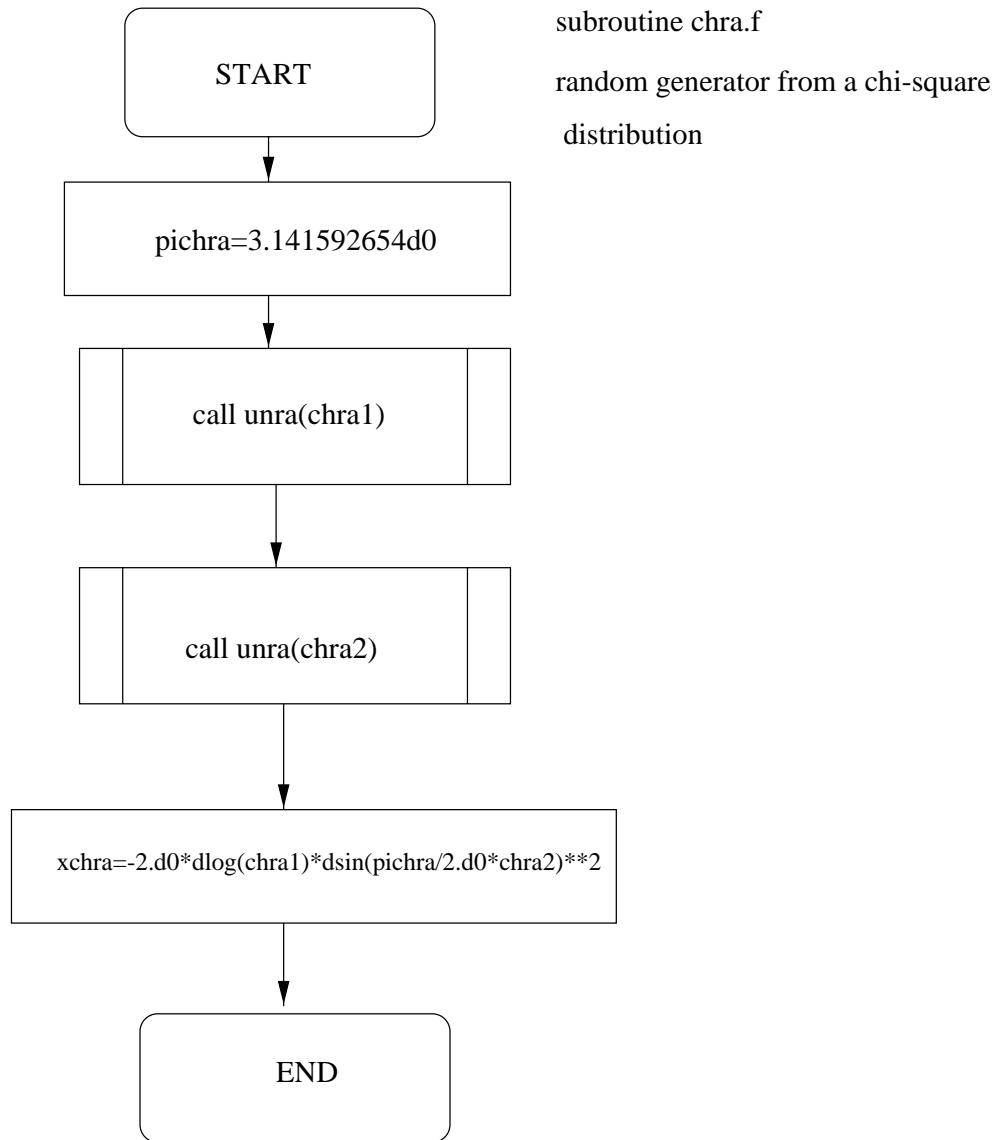 subroutine chra.f
random generator from a chi-square
distribution
START
pichra=3.141592654d0
call unra(chra1)
call unra(chra2)
xchra=-2.d0*dlog(chra1)*dsin(pichra/2.d0*chra2)**2
END